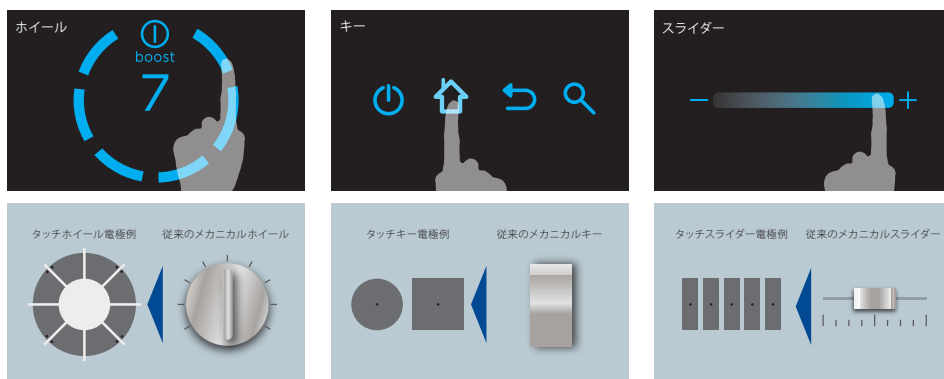 ホイール
boost
7
キー
スライダー
タッチホイール電極例
従来のメカニカルホイール
タッチキー電極例
従来のメカニカルキー
タッチスライダー電極例
従来のメカニカルスライダー